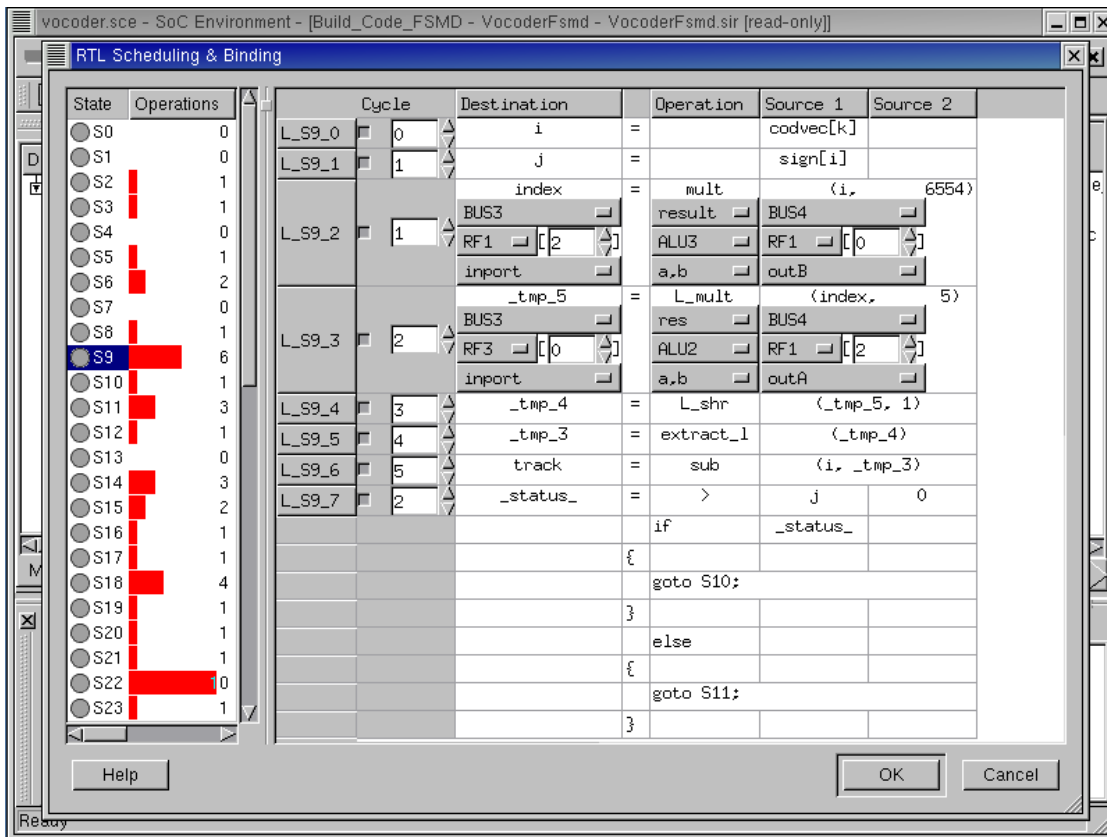 vocoder.sce - SoC Environment - [Build_Code_FSMD - VocoderFsmd - VocoderFsmd.sir [read-only]]
RTL Scheduling & Binding
State Operations
S0 0
S1 0
S2 1
S3 1
S4 0
S5 1
S6 2
S7 0
S8 1
S9 6
S10 1
S11 3
S12 1
S13 0
S14 3
S15 2
S16 1
S17 1
S18 4
S19 1
S20 1
S21 1
S22 10
S23 1
Cycle Destination Operation Source 1 Source 2
L_S9_0 0 i = codvec[k]
L_S9_1 1 j = sign[i]
index = mult (i, 6554)
BUS3 result BUS4
L_S9_2 1 RF1 [2] ALU3 RF1 [0]
inport a,b outB
_tmp_5 = L_mult (index, 5)
BUS3 res BUS4
L_S9_3 2 RF3 [0] ALU2 RF1 [2]
inport a,b outA
L_S9_4 3 _tmp_4 = L_shr (_tmp_5, 1)
L_S9_5 4 _tmp_3 = extract_l (_tmp_4)
L_S9_6 5 track = sub (i, _tmp_3)
L_S9_7 2 _status_ = > j 0
if _status_
{
goto S10;
}
else
{
goto S11;
}
Help OK Cancel
Ready